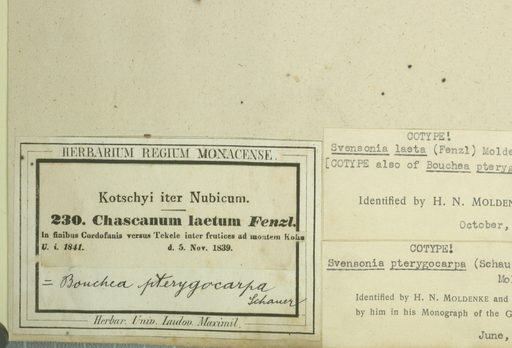 HERBARIUM REGIUM MONACENSE.
Kotschyi iter Nubicum.
230. Chascanum laetum Fenzl.
In finibus Cordofanis versus Tekele inter frutices ad montem Kohn
U. i. 1841. d. 5. Nov. 1839.
= Bouchea pterygocarpa
Schauer
Herbar. Univ. Ludov. Maximil.
COTYPE!
Svensonia laeta (Fenzl) Molde
[COTYPE also of Bouchea pteryg
Identified by H. N. MOLDEN
October,
COTYPE!
Svensonia pterygocarpa (Schau
Mol
Identified by H. N. MOLDENKE and
by him in his Monograph of the G
June,